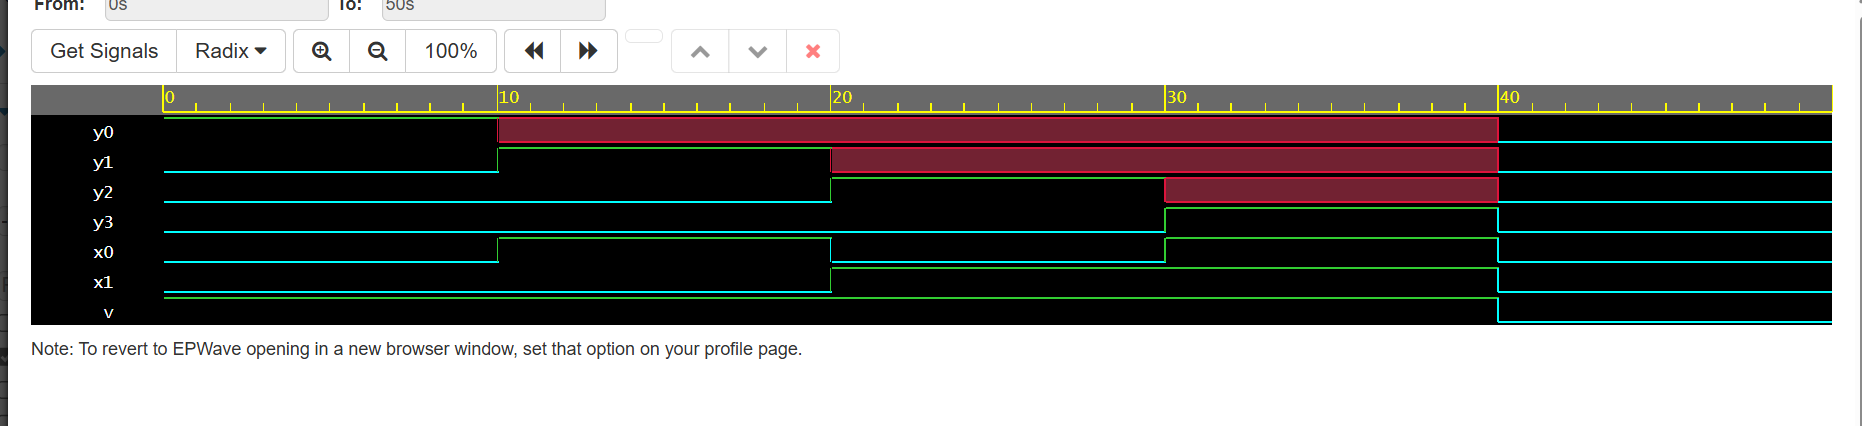 From: 0s To: 50s
Get Signals Radix 100%
0 10 20 30 40
y0
y1
y2
y3
x0
x1
v
Note: To revert to EPWave opening in a new browser window, set that option on your profile page.